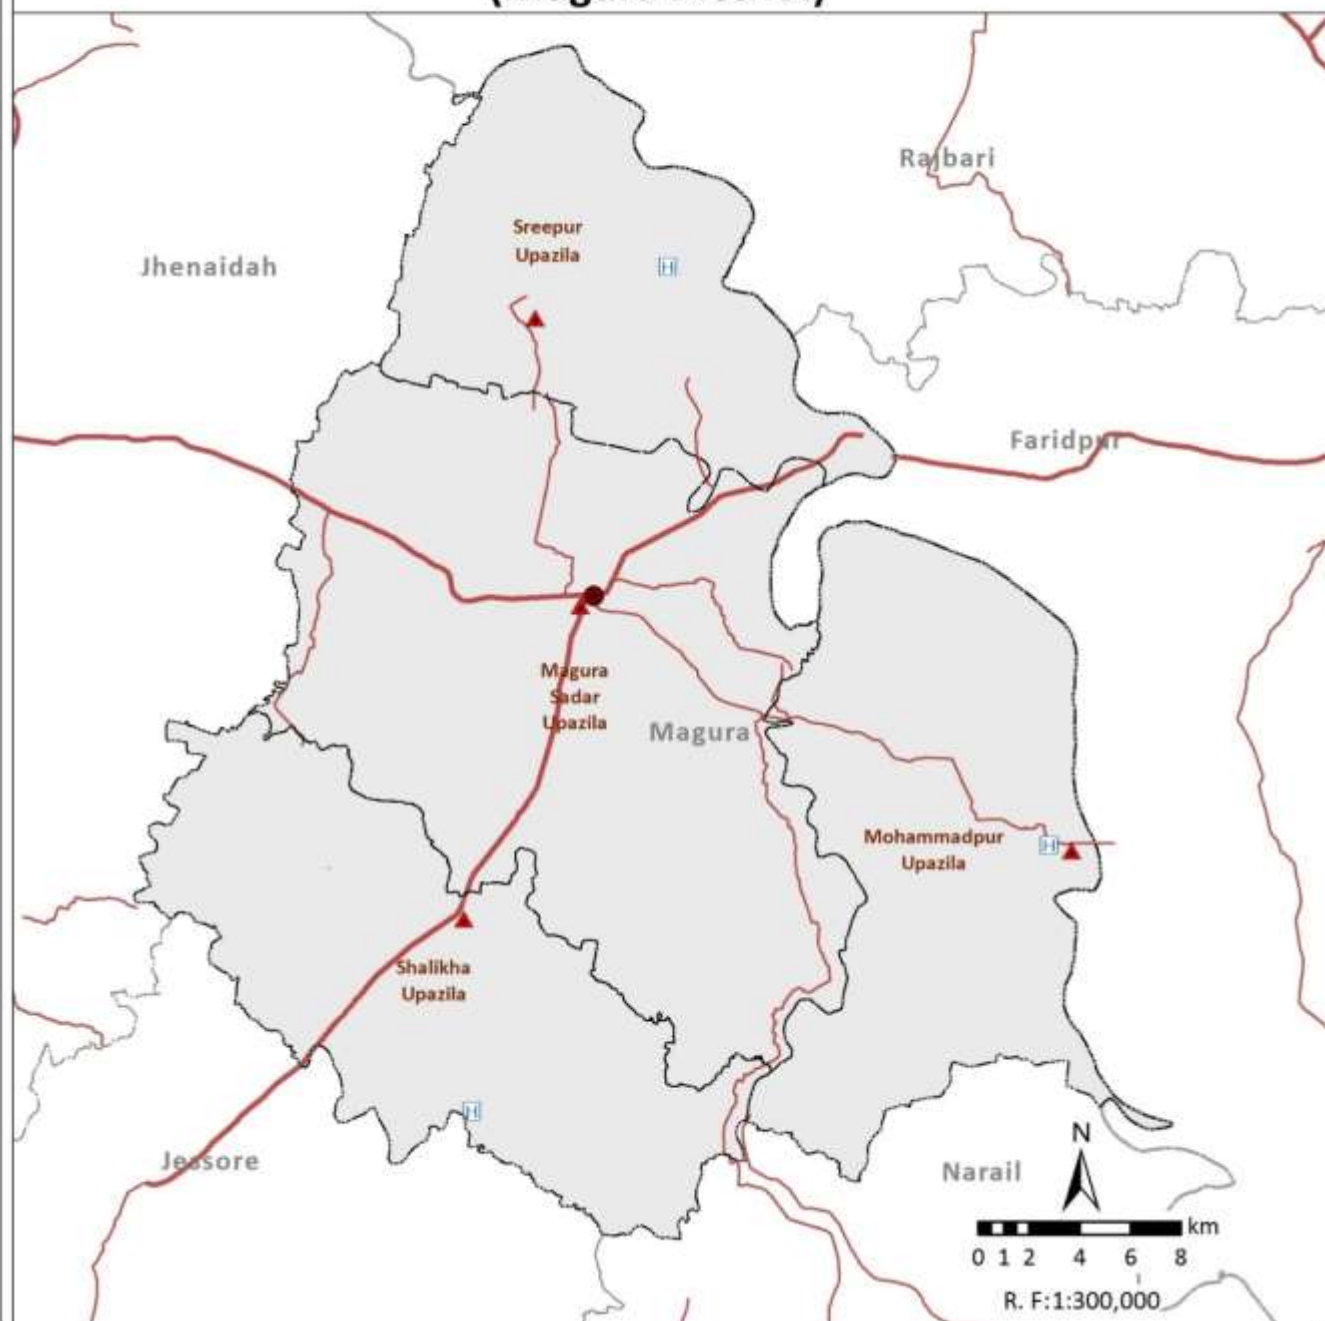 Rajbari
Sreepur
Upazila
H
Jhenaidah
Faridpur
Magura
Sadar
Upazila
Magura
Mohammadpur
Upazila
H
Shalikha
Upazila
H
Jessore
N
Narail
km
0 1 2 4 6 8
R. F:1:300,000